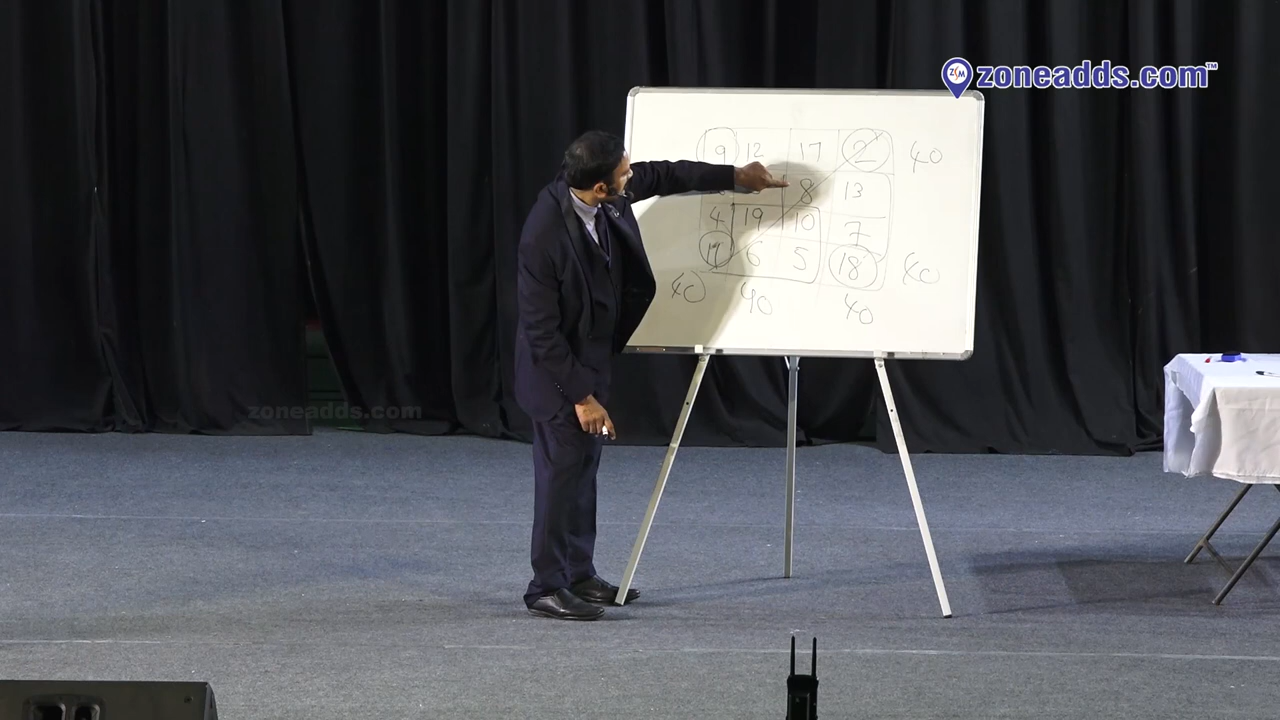 zoneadds.com™
9 12 17 2 40
8 13
4 19 10 7
11 6 5 18 40
40 40 40
zoneadds.com